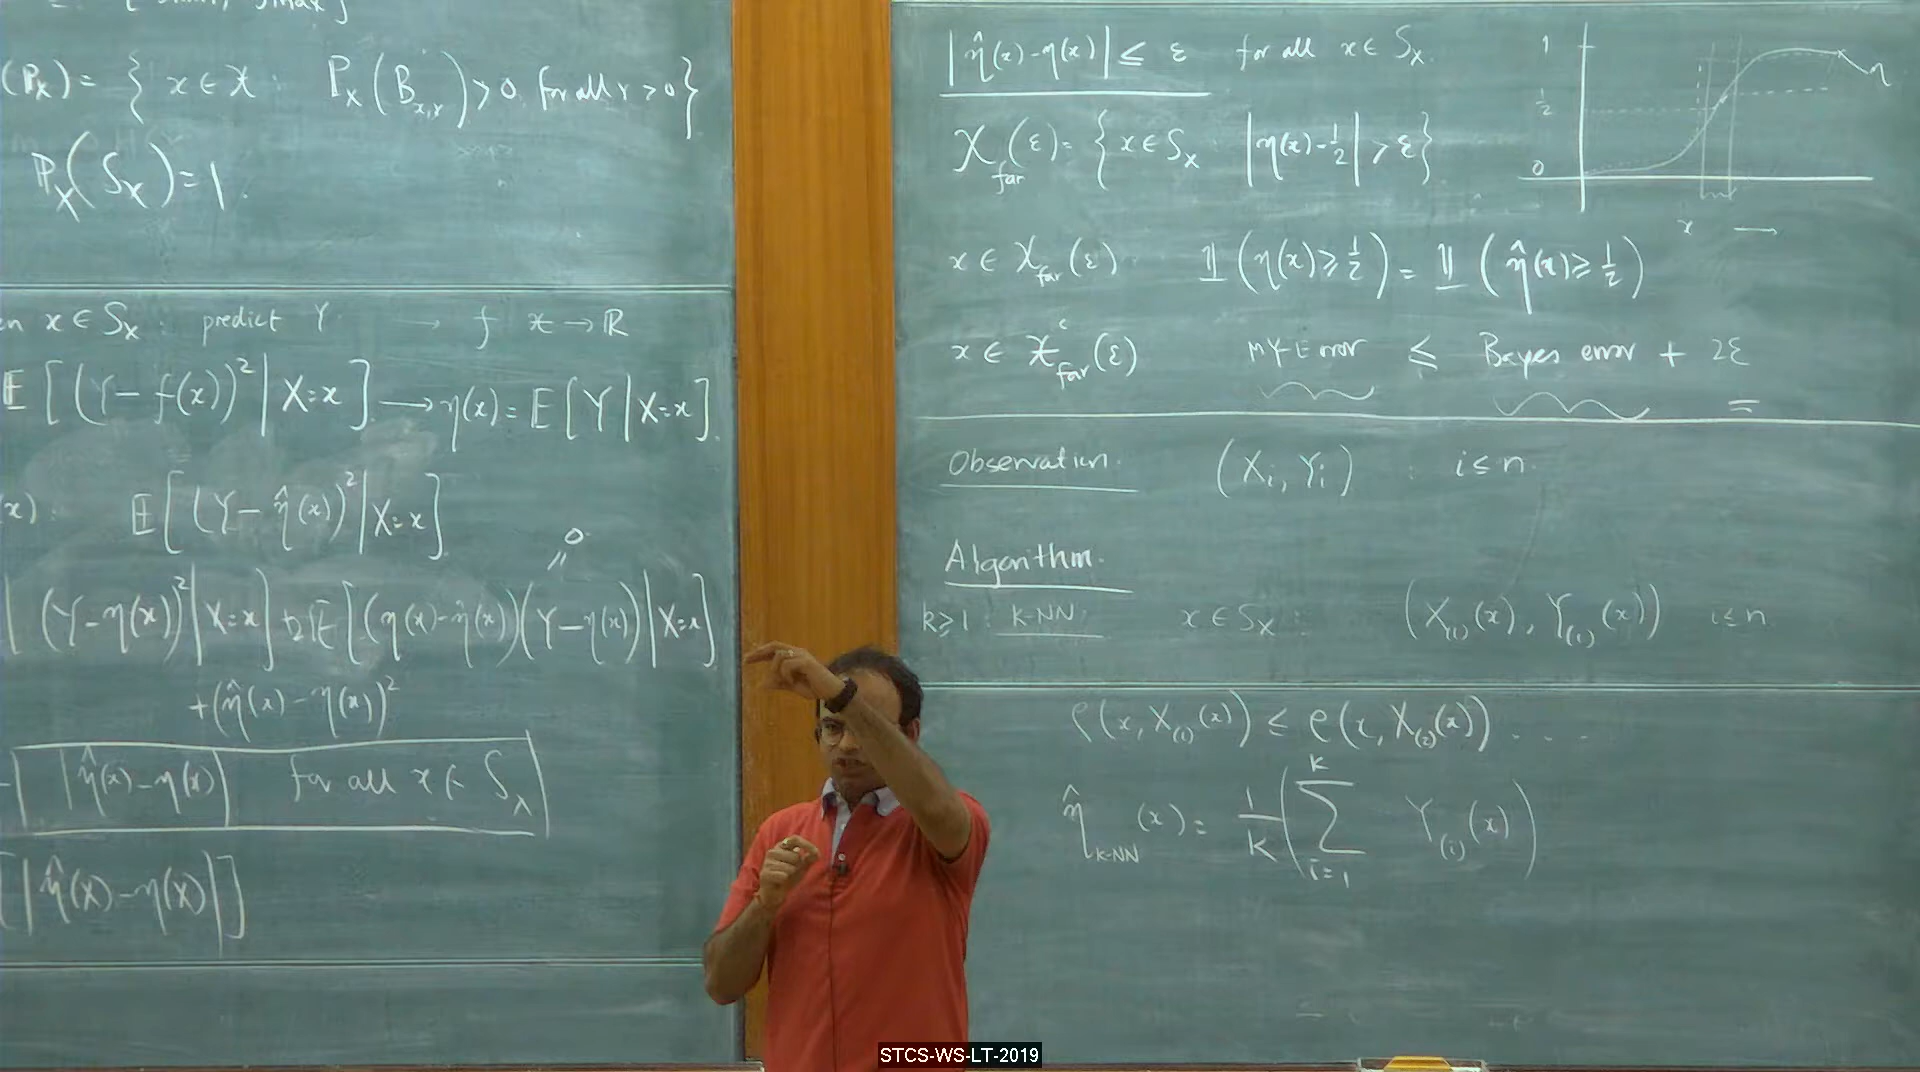 (P_X) = { x ∈ X : P_X(B_{x,r}) > 0 for all r > 0 }
P_X(S_X) = 1
x ∈ S_X : predict Y → f : X → R
E[(Y - f(x))² | X = x] → η(x) = E[Y | X = x].
(x) : E[(Y - η̂(x))² | X = x]
0
[(Y - η(x))² | X = x] + 2E[(η(x) - η̂(x))(Y - η(x)) | X = x]
+ (η̂(x) - η(x))²
|η̂(x) - η(x)| for all x ∈ S_X
[|η̂(X) - η(X)|]
|η̂(x) - η(x)| ≤ ε for all x ∈ S_X.
X_far(ε) = { x ∈ S_X : |η(x) - 1/2| > ε }
1
1/2
0
η
x →
x ∈ X_far(ε) 𝟙(η(x) ≥ 1/2) = 𝟙(η̂(x) ≥ 1/2)
x ∈ X^c_far(ε) My Error ≤ Bayes error + 2ε
Observation. (X_i, Y_i) : i ≤ n.
Algorithm.
k ≥ 1 : K-NN. x ∈ S_X : (X_(i)(x), Y_(i)(x)) i ≤ n
ρ(x, X_(1)(x)) ≤ ρ(x, X_(2)(x)) . . . .
η̂_{K-NN}(x) = 1/K ( Σ_{i=1}^{K} Y_(i)(x) )
STCS-WS-LT-2019